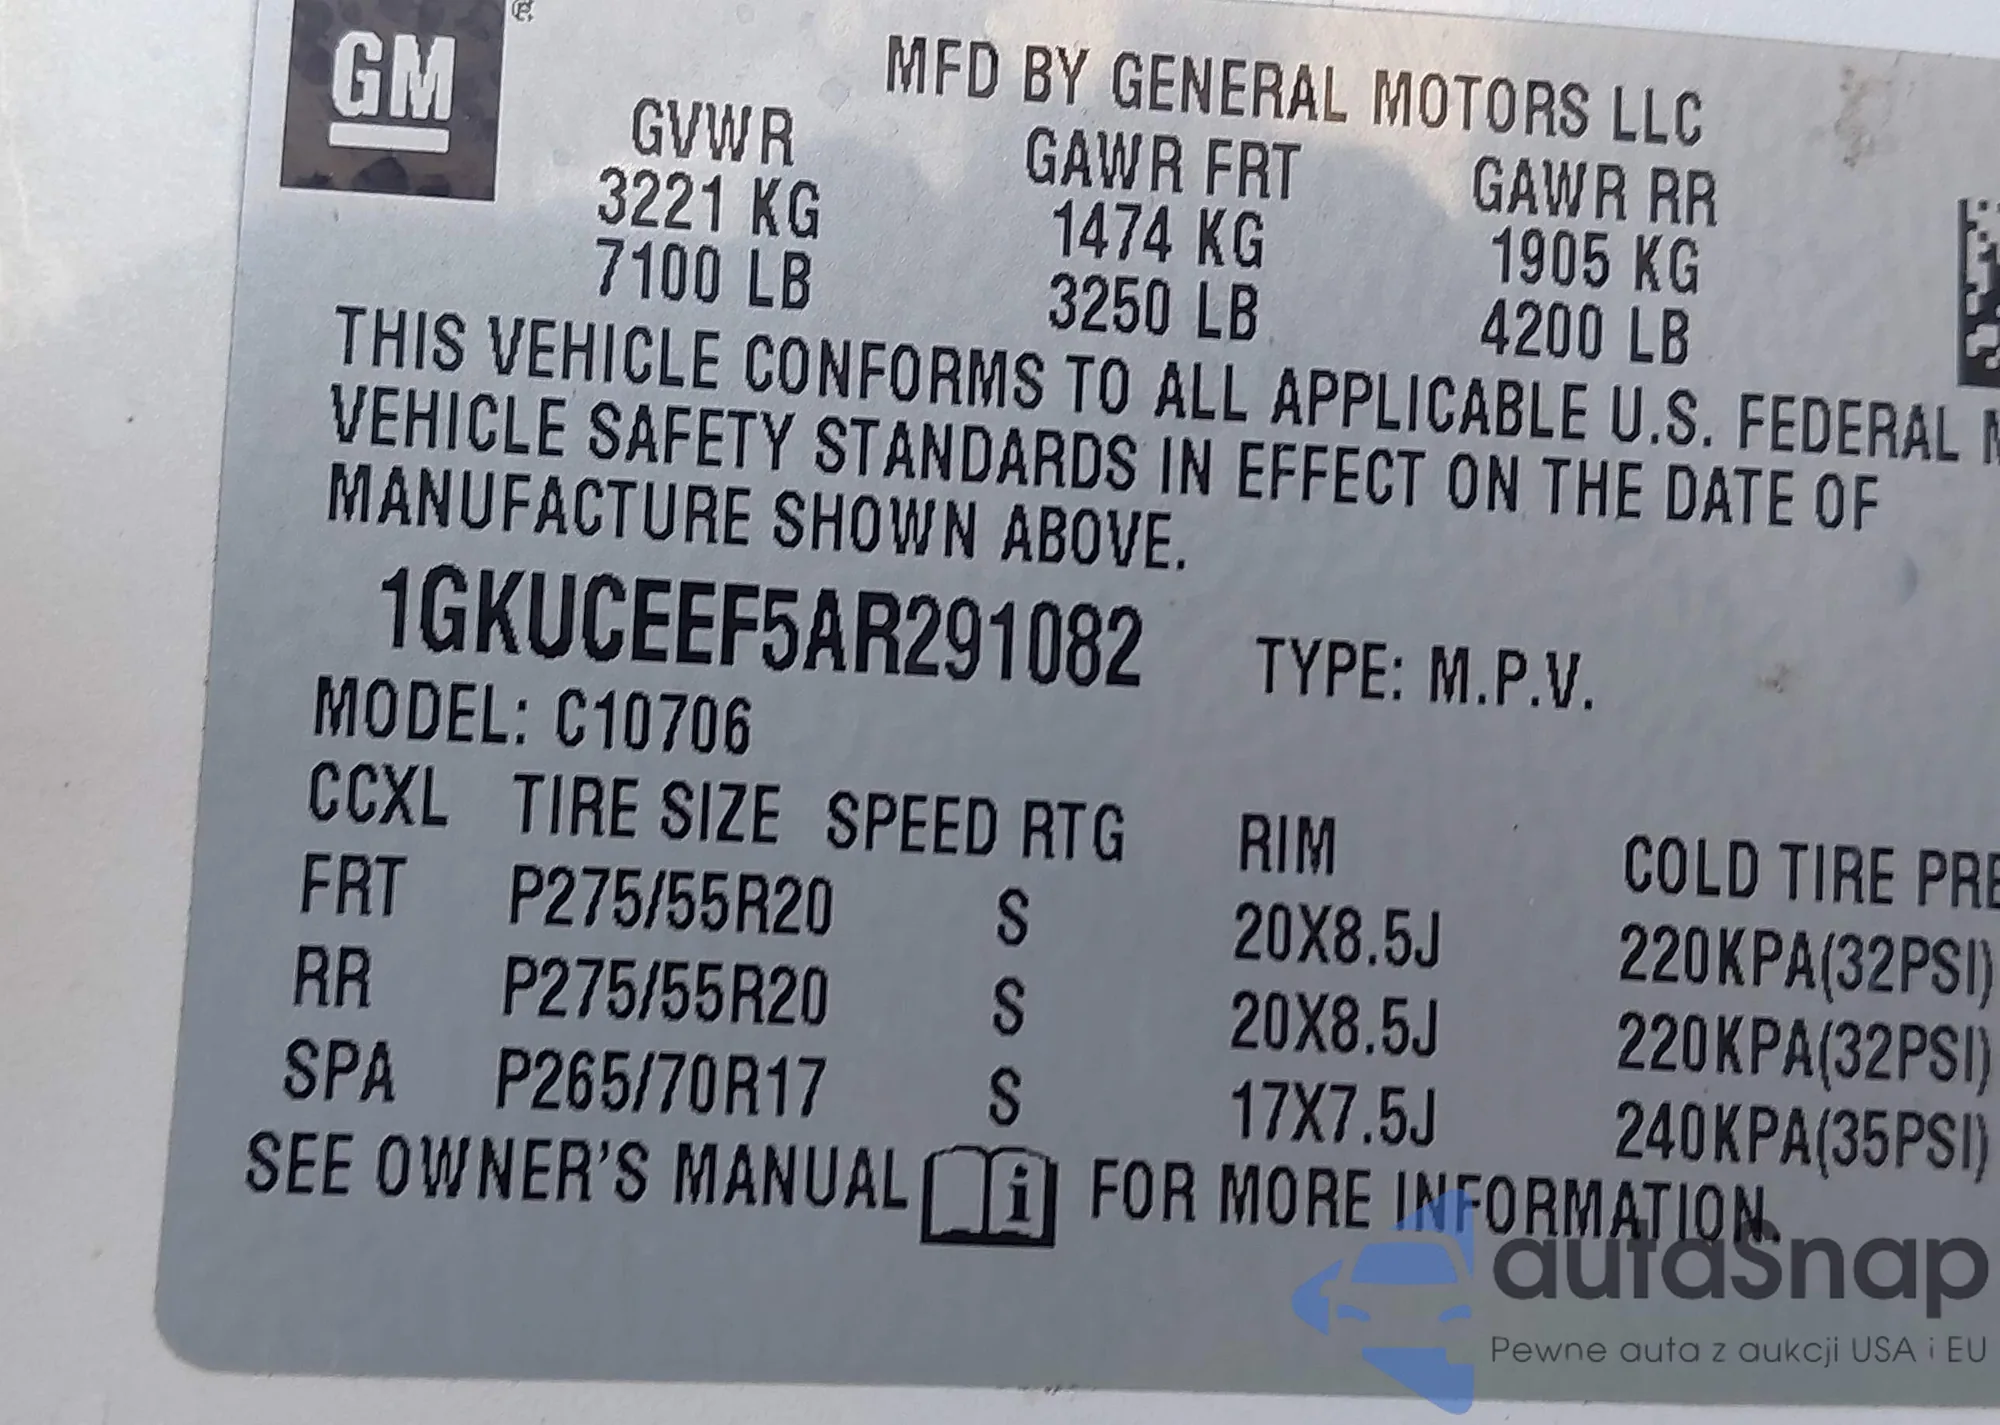 GM
MFD BY GENERAL MOTORS LLC
GVWR GAWR FRT GAWR RR
3221 KG 1474 KG 1905 KG
7100 LB 3250 LB 4200 LB
THIS VEHICLE CONFORMS TO ALL APPLICABLE U.S. FEDERAL
VEHICLE SAFETY STANDARDS IN EFFECT ON THE DATE OF
MANUFACTURE SHOWN ABOVE.
1GKUCEEF5AR291082 TYPE: M.P.V.
MODEL: C10706
CCXL TIRE SIZE SPEED RTG RIM COLD TIRE PRE
FRT P275/55R20 S 20X8.5J 220KPA(32PSI)
RR P275/55R20 S 20X8.5J 220KPA(32PSI)
SPA P265/70R17 S 17X7.5J 240KPA(35PSI)
SEE OWNER'S MANUAL i FOR MORE INFORMATION.
autaSnap
Pewne auta z aukcji USA i EU